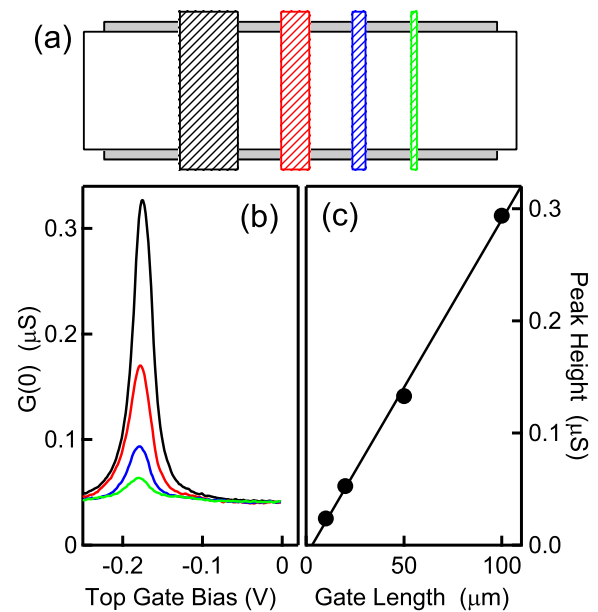 (a)
(b)
(c)
0.3
0.2
0.1
0
G(0) (μS)
-0.2
-0.1
0
Top Gate Bias (V)
0.3
0.2
0.1
0.0
Peak Height (μS)
0
50
100
Gate Length (μm)